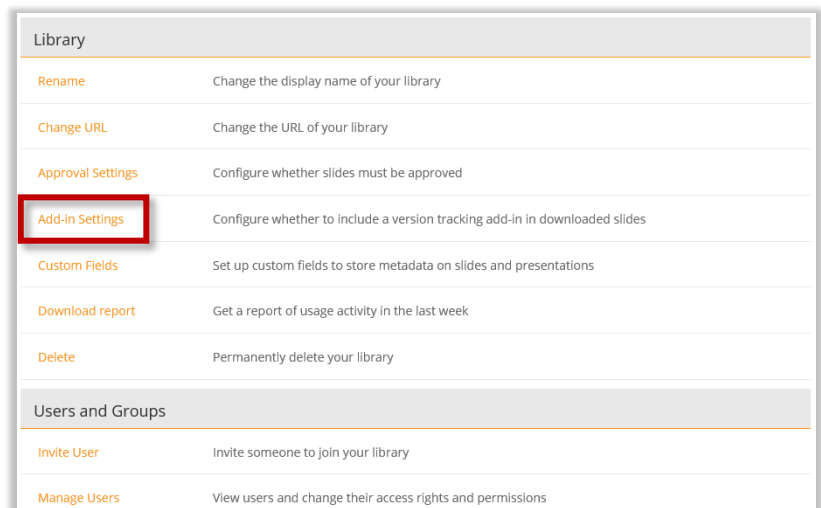 Library
Rename Change the display name of your library
Change URL Change the URL of your library
Approval Settings Configure whether slides must be approved
Add-in Settings Configure whether to include a version tracking add-in in downloaded slides
Custom Fields Set up custom fields to store metadata on slides and presentations
Download report Get a report of usage activity in the last week
Delete Permanently delete your library
Users and Groups
Invite User Invite someone to join your library
Manage Users View users and change their access rights and permissions